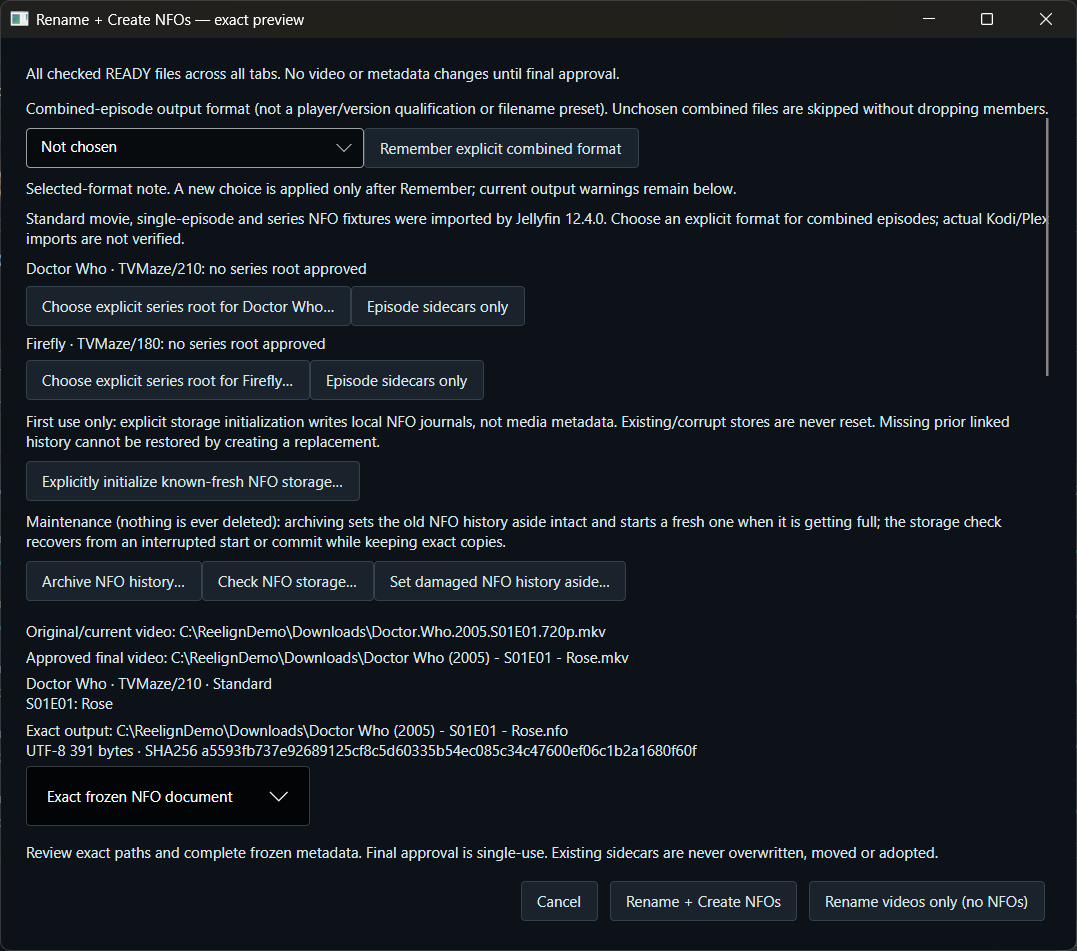 Rename + Create NFOs — exact preview
All checked READY files across all tabs. No video or metadata changes until final approval.
Combined-episode output format (not a player/version qualification or filename preset). Unchosen combined files are skipped without dropping members.
Not chosen
Remember explicit combined format
Selected-format note. A new choice is applied only after Remember; current output warnings remain below.
Standard movie, single-episode and series NFO fixtures were imported by Jellyfin 12.4.0. Choose an explicit format for combined episodes; actual Kodi/Plex
imports are not verified.
Doctor Who · TVMaze/210: no series root approved
Choose explicit series root for Doctor Who...
Episode sidecars only
Firefly · TVMaze/180: no series root approved
Choose explicit series root for Firefly...
Episode sidecars only
First use only: explicit storage initialization writes local NFO journals, not media metadata. Existing/corrupt stores are never reset. Missing prior linked
history cannot be restored by creating a replacement.
Explicitly initialize known-fresh NFO storage...
Maintenance (nothing is ever deleted): archiving sets the old NFO history aside intact and starts a fresh one when it is getting full; the storage check
recovers from an interrupted start or commit while keeping exact copies.
Archive NFO history...
Check NFO storage...
Set damaged NFO history aside...
Original/current video: C:\ReelignDemo\Downloads\Doctor.Who.2005.S01E01.720p.mkv
Approved final video: C:\ReelignDemo\Downloads\Doctor Who (2005) - S01E01 - Rose.mkv
Doctor Who · TVMaze/210 · Standard
S01E01: Rose
Exact output: C:\ReelignDemo\Downloads\Doctor Who (2005) - S01E01 - Rose.nfo
UTF-8 391 bytes · SHA256 a5593fb737e92689125cf8c5d60335b54ec085c34c47600ef06c1b2a1680f60f
Exact frozen NFO document
Review exact paths and complete frozen metadata. Final approval is single-use. Existing sidecars are never overwritten, moved or adopted.
Cancel
Rename + Create NFOs
Rename videos only (no NFOs)